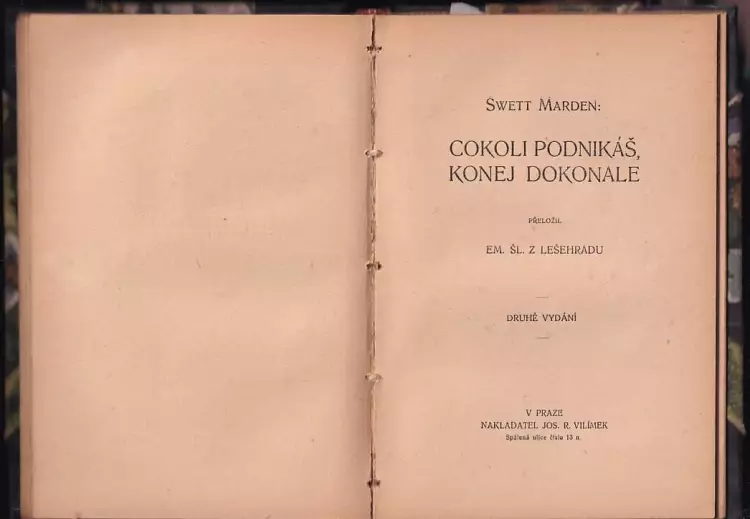 SWETT MARDEN:
COKOLI PODNIKÁŠ,
KONEJ DOKONALE
PŘELOŽIL
EM. ŠL. Z LEŠEHRADU
DRUHÉ VYDÁNÍ
V PRAZE
NAKLADATEL JOS. R. VILÍMEK
Spálená ulice číslo 13 n.